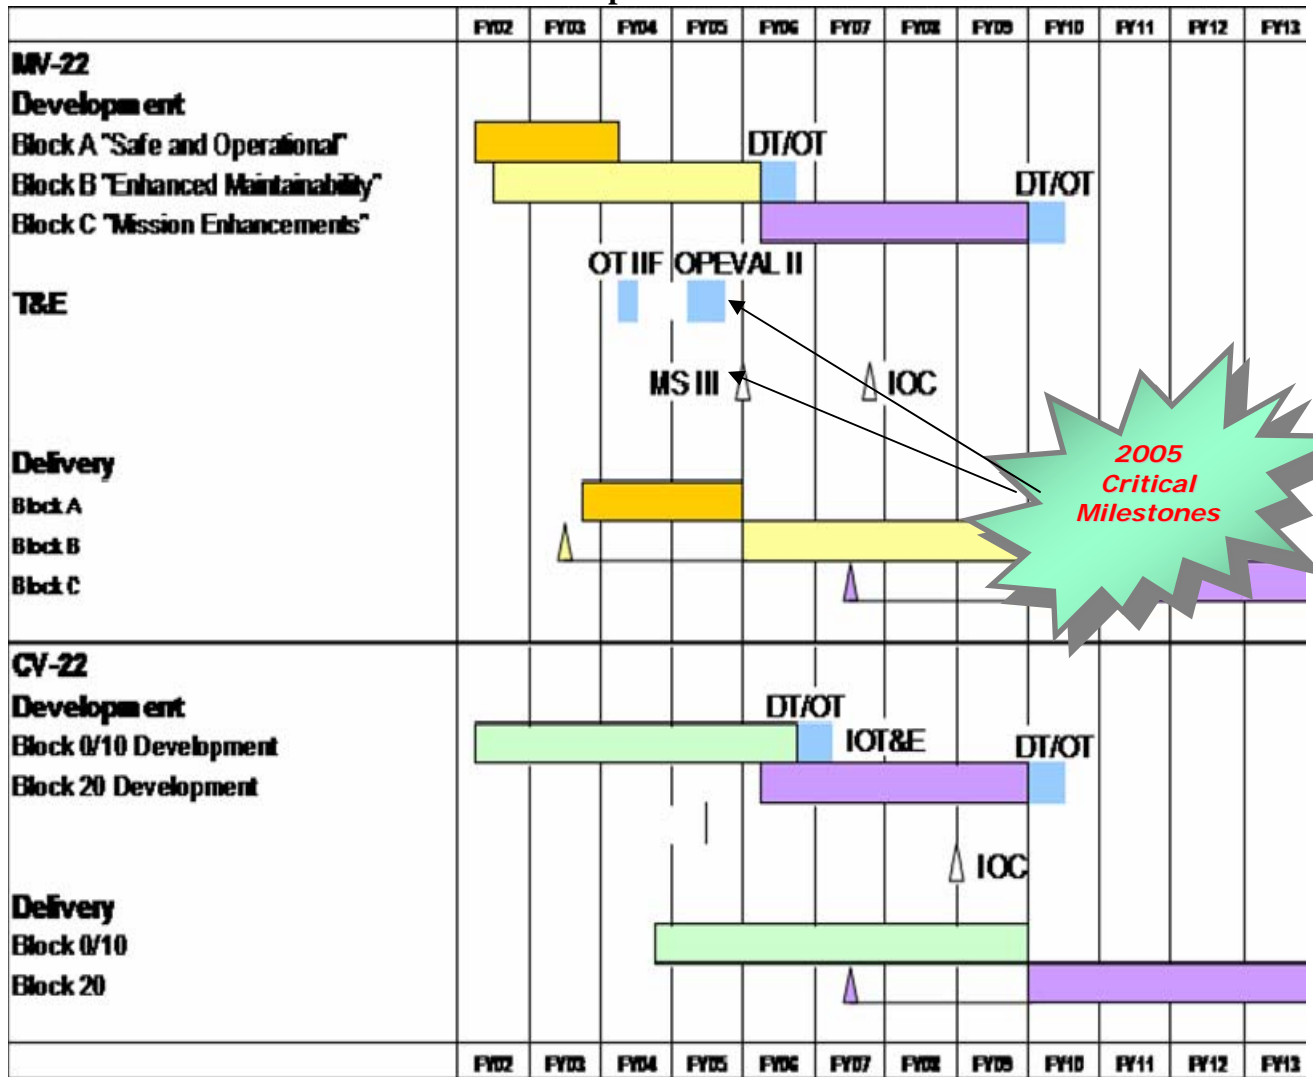 FY02 FY03 FY04 FY05 FY06 FY07 FY08 FY09 FY10 FY11 FY12 FY13
MV-22
Development
Block A "Safe and Operational"
DT/OT
Block B "Enhanced Maintainability"
DT/OT
Block C "Mission Enhancements"
OT IIF OPEVAL II
T&E
MS III IOC
2005
Critical
Milestones
Delivery
Block A
Block B
Block C
CV-22
Development
DT/OT
Block 0/10 Development
IOT&E
DT/OT
Block 20 Development
IOC
Delivery
Block 0/10
Block 20
FY02 FY03 FY04 FY05 FY06 FY07 FY08 FY09 FY10 FY11 FY12 FY13